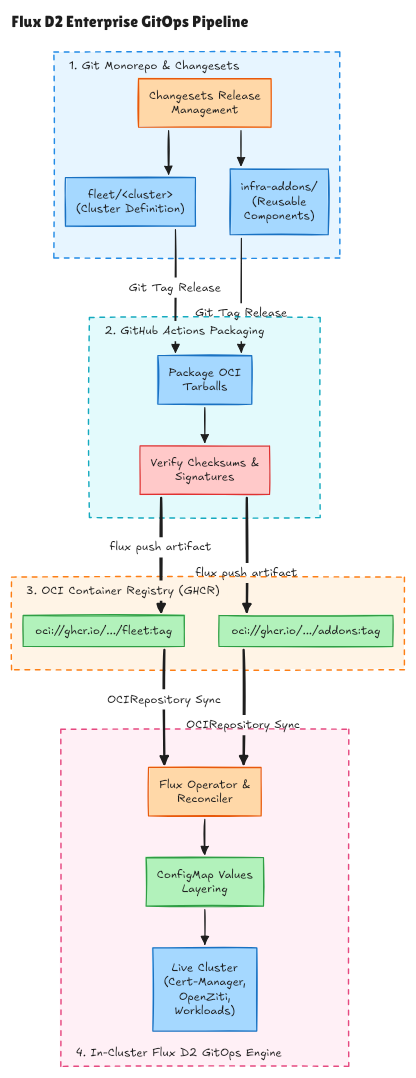 Flux D2 Enterprise GitOps Pipeline
1. Git Monorepo & Changesets
Changesets Release
Management
fleet/<cluster>
(Cluster Definition)
infra-addons/
(Reusable
Components)
Git Tag Release
Git Tag Release
2. GitHub Actions Packaging
Package OCI
Tarballs
Verify Checksums &
Signatures
flux push artifact
flux push artifact
3. OCI Container Registry (GHCR)
oci://ghcr.io/.../fleet:tag
oci://ghcr.io/.../addons:tag
OCIRepository Sync
OCIRepository Sync
Flux Operator &
Reconciler
ConfigMap Values
Layering
Live Cluster
(Cert-Manager,
OpenZiti,
Workloads)
4. In-Cluster Flux D2 GitOps Engine